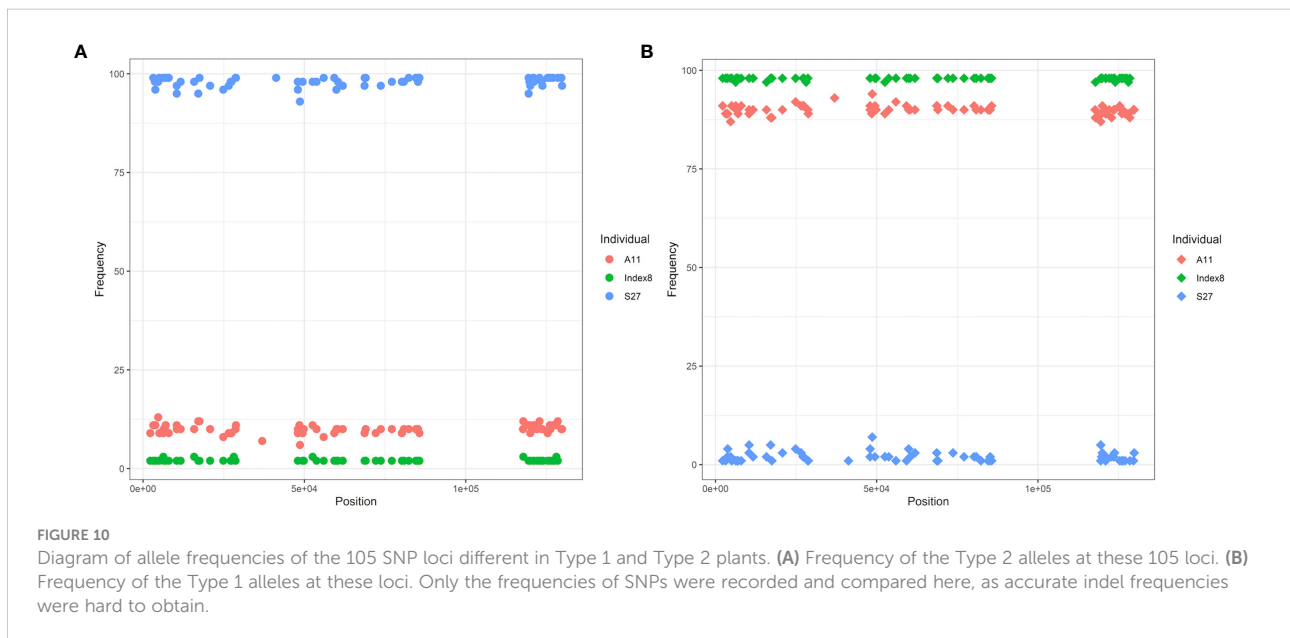 A
100
75
50
25
0
Frequency
0e+00
5e+04
1e+05
Position
Individual
A11
Index8
S27
B
100
75
50
25
0
Frequency
0e+00
5e+04
1e+05
Position
Individual
A11
Index8
S27
FIGURE 10
Diagram of allele frequencies of the 105 SNP loci different in Type 1 and Type 2 plants. (A) Frequency of the Type 2 alleles at these 105 loci. (B)
Frequency of the Type 1 alleles at these loci. Only the frequencies of SNPs were recorded and compared here, as accurate indel frequencies
were hard to obtain.